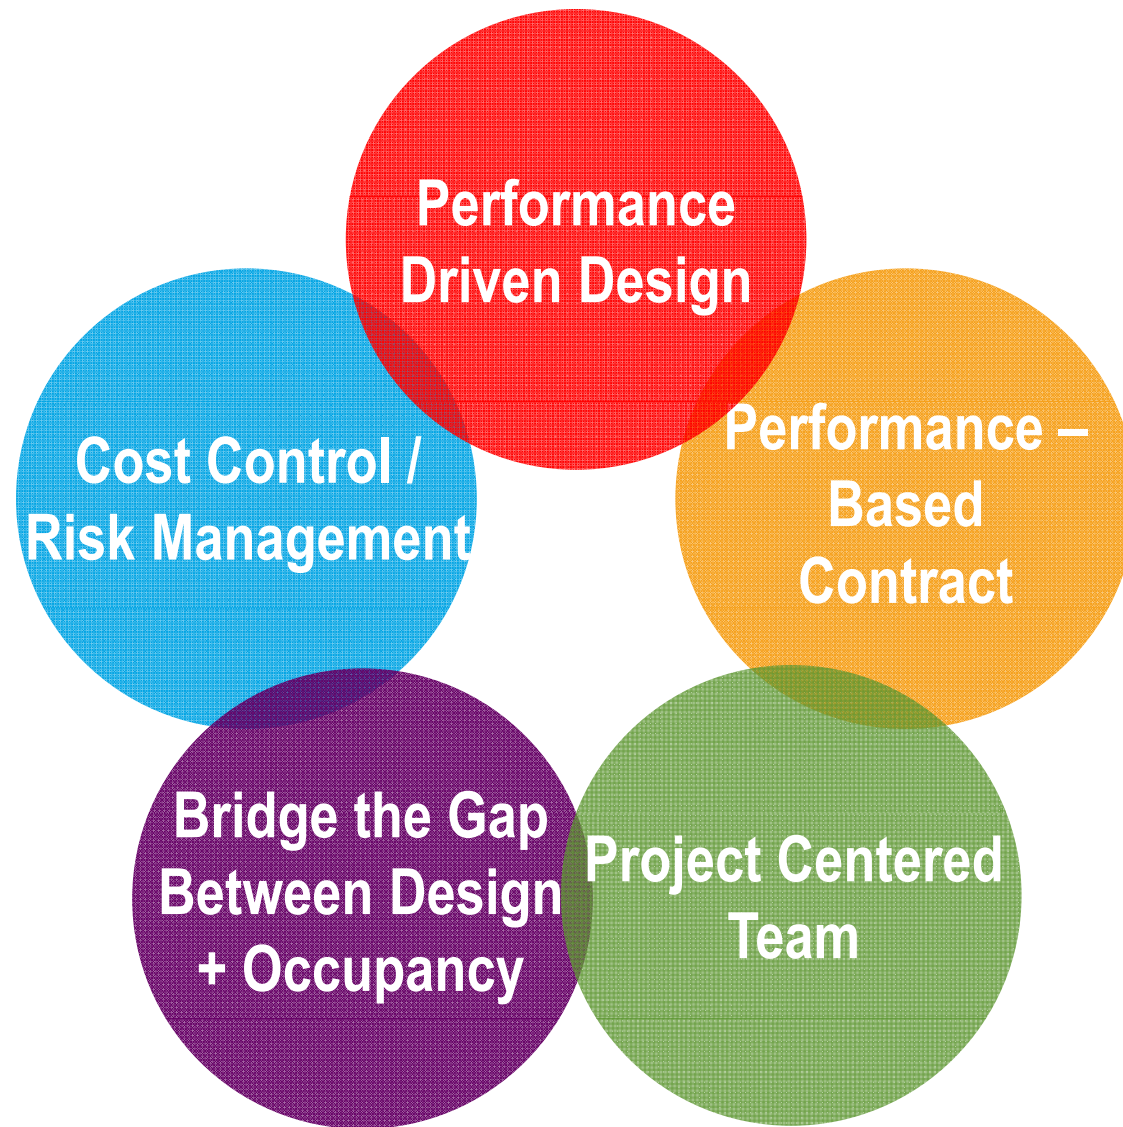 Performance
Driven Design
Performance –
Based
Contract
Project Centered
Team
Bridge the Gap
Between Design
+ Occupancy
Cost Control /
Risk Management